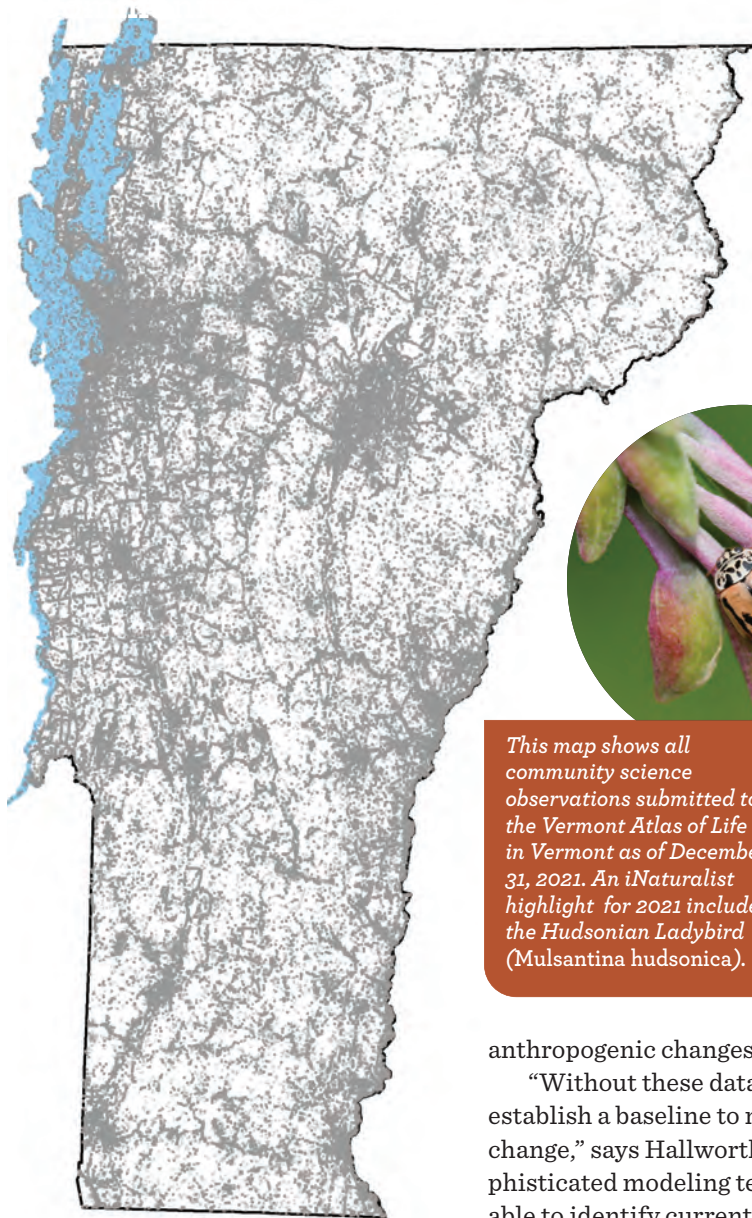 This map shows all
community science
observations submitted to
the Vermont Atlas of Life
in Vermont as of Decembe
31, 2021. An iNaturalist
highlight for 2021 include
the Hudsonian Ladybird
(Mulsantina hudsonica).
anthropogenic changes
“Without these data
establish a baseline to
change,” says Hallworth
phisticated modeling te
able to identify current